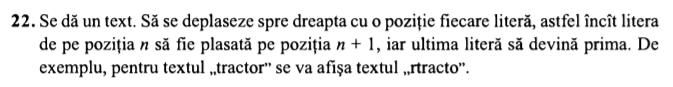 22. Se dă un text. Să se deplaseze spre dreapta cu o poziție fiecare literă, astfel încît litera
de pe poziția n să fie plasată pe poziția n + 1, iar ultima literă să devină prima. De
exemplu, pentru textul „tractor” se va afişa textul „rtracto”.